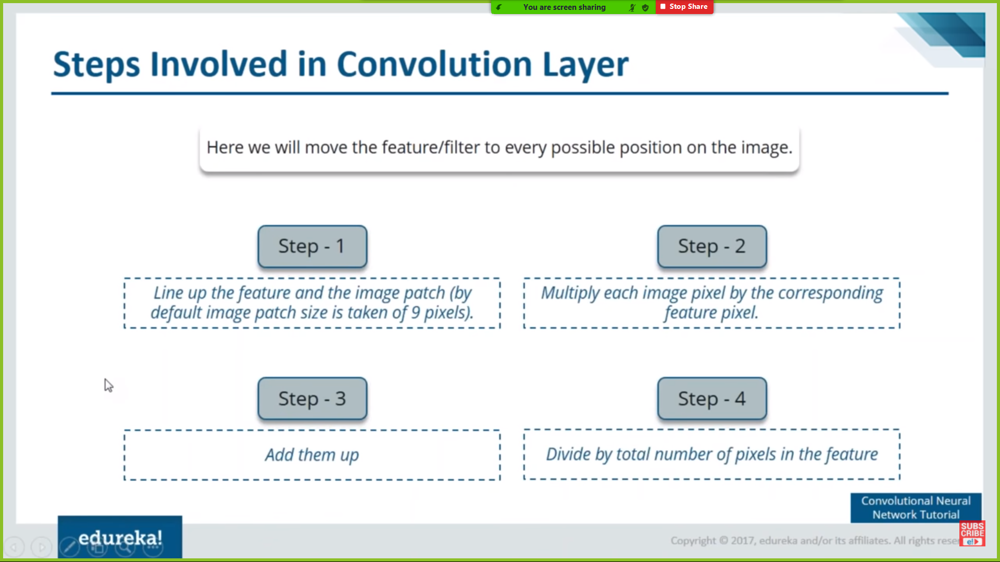 You are screen sharing
Stop Share
Steps Involved in Convolution Layer
Here we will move the feature/filter to every possible position on the image.
Step - 1
Line up the feature and the image patch (by
default image patch size is taken of 9 pixels).
Step - 2
Multiply each image pixel by the corresponding
feature pixel.
Step - 3
Add them up
Step - 4
Divide by total number of pixels in the feature
Convolutional Neural
Network Tutorial
edureka!
Copyright © 2017, edureka and/or its affiliates. All rights
SUBS
CRIBE
e!